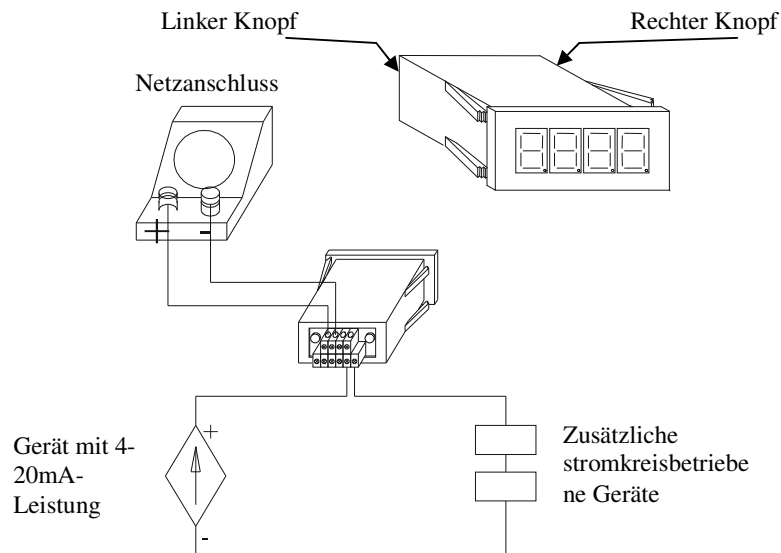 Linker Knopf
Rechter Knopf
Netzanschluss
+ -
+
Gerät mit 4-
20mA-
Leistung
-
Zusätzliche
stromkreisbetriebe
ne Geräte